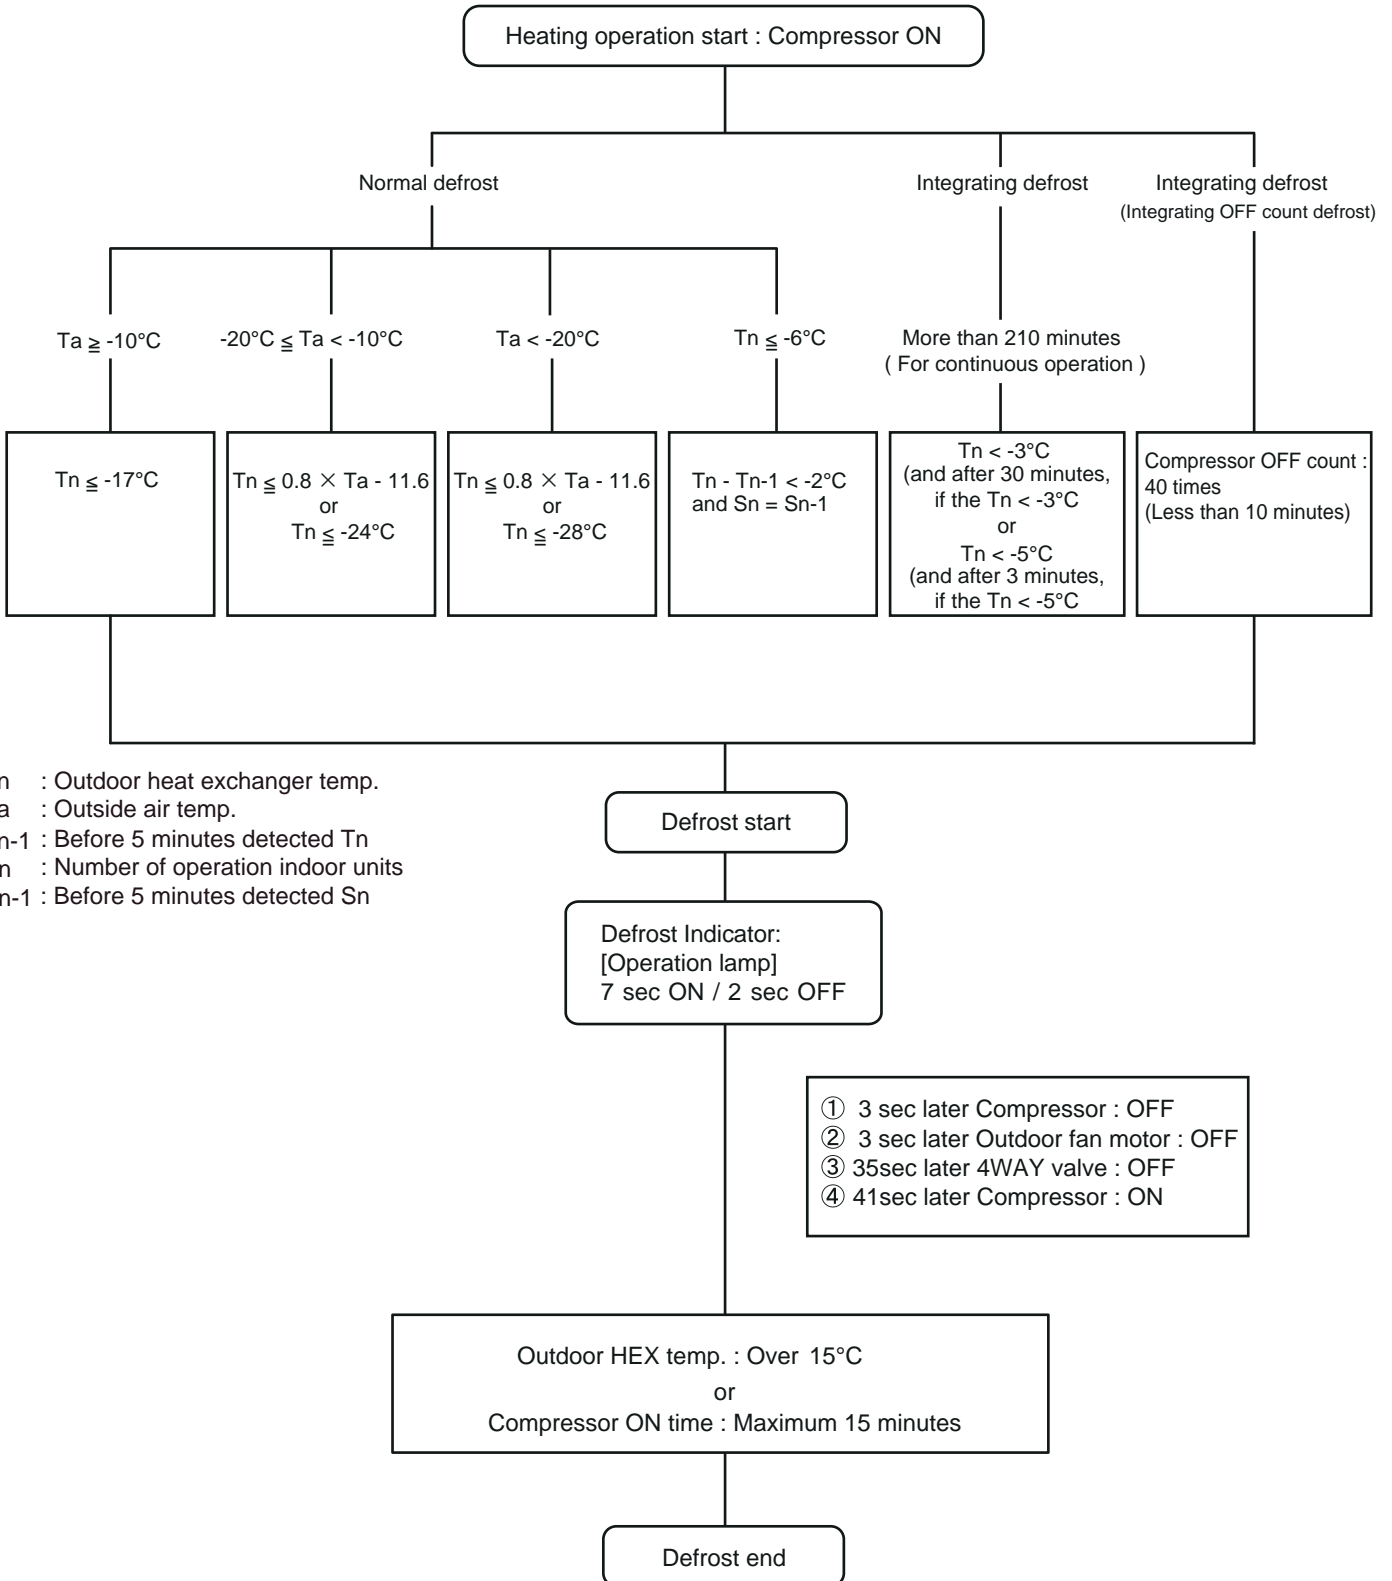 Heating operation start : Compressor ON
Normal defrost
Integrating defrost
Integrating defrost
(Integrating OFF count defrost)
Ta ≧ -10°C
-20°C ≦ Ta < -10°C
Ta < -20°C
Tn ≦ -6°C
More than 210 minutes
( For continuous operation )
Tn ≦ -17°C
Tn ≦ 0.8 × Ta - 11.6
or
Tn ≦ -24°C
Tn ≦ 0.8 × Ta - 11.6
or
Tn ≦ -28°C
Tn - Tn-1 < -2°C
and Sn = Sn-1
Tn < -3°C
(and after 30 minutes,
if the Tn < -3°C
or
Tn < -5°C
(and after 3 minutes,
if the Tn < -5°C
Compressor OFF count :
40 times
(Less than 10 minutes)
n : Outdoor heat exchanger temp.
a : Outside air temp.
n-1 : Before 5 minutes detected Tn
n : Number of operation indoor units
n-1 : Before 5 minutes detected Sn
Defrost start
Defrost Indicator:
[Operation lamp]
7 sec ON / 2 sec OFF
① 3 sec later Compressor : OFF
② 3 sec later Outdoor fan motor : OFF
③ 35sec later 4WAY valve : OFF
④ 41sec later Compressor : ON
Outdoor HEX temp. : Over 15°C
or
Compressor ON time : Maximum 15 minutes
Defrost end